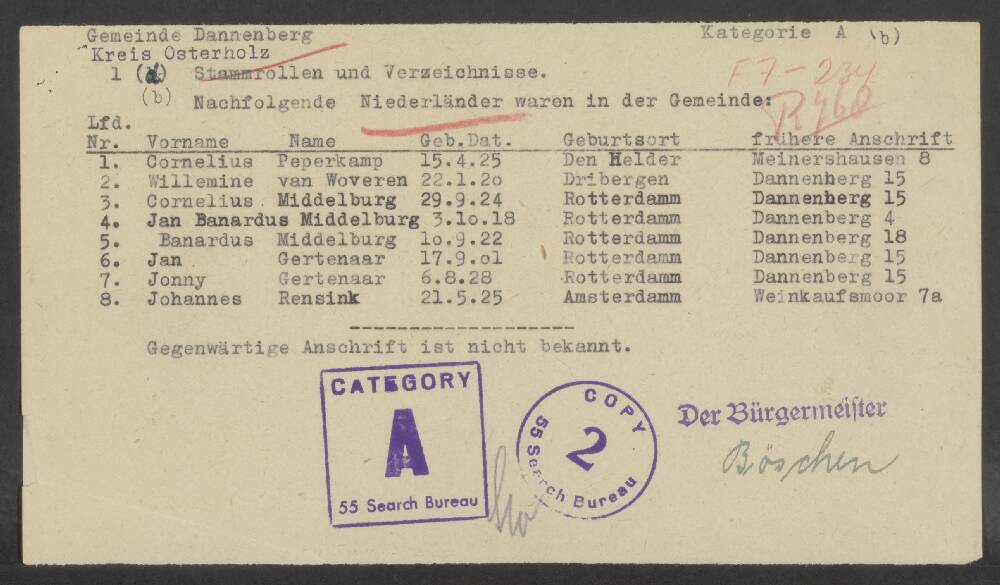 Gemeinde Dannenberg Kategorie A (b)
Kreis Osterholz
1 (d) Stammrollen und Verzeichnisse.
F7-234
(b) Nachfolgende Niederländer waren in der Gemeinde:
R 460
Lfd.
Nr. Vorname Name Geb.Dat. Geburtsort frühere Anschrift
1. Cornelius Peperkamp 15.4.25 Den Helder Meinershausen 8
2. Willemine van Woveren 22.1.2o Dribergen Dannenberg 15
3. Cornelius Middelburg 29.9.24 Rotterdamm Dannenberg 15
4. Jan Banardus Middelburg 3.1o.18 Rotterdamm Dannenberg 4
5. Banardus Middelburg 1o.9.22 Rotterdamm Dannenberg 18
6. Jan Gertenaar 17.9.o1 Rotterdamm Dannenberg 15
7. Jonny Gertenaar 6.8.28 Rotterdamm Dannenberg 15
8. Johannes Rensink 21.5.25 Amsterdamm Weinkaufsmoor 7a
Gegenwärtige Anschrift ist nicht bekannt.
CATEGORY
A
55 Search Bureau
COPY
2
55 Search Bureau
Der Bürgermeister
Böschen